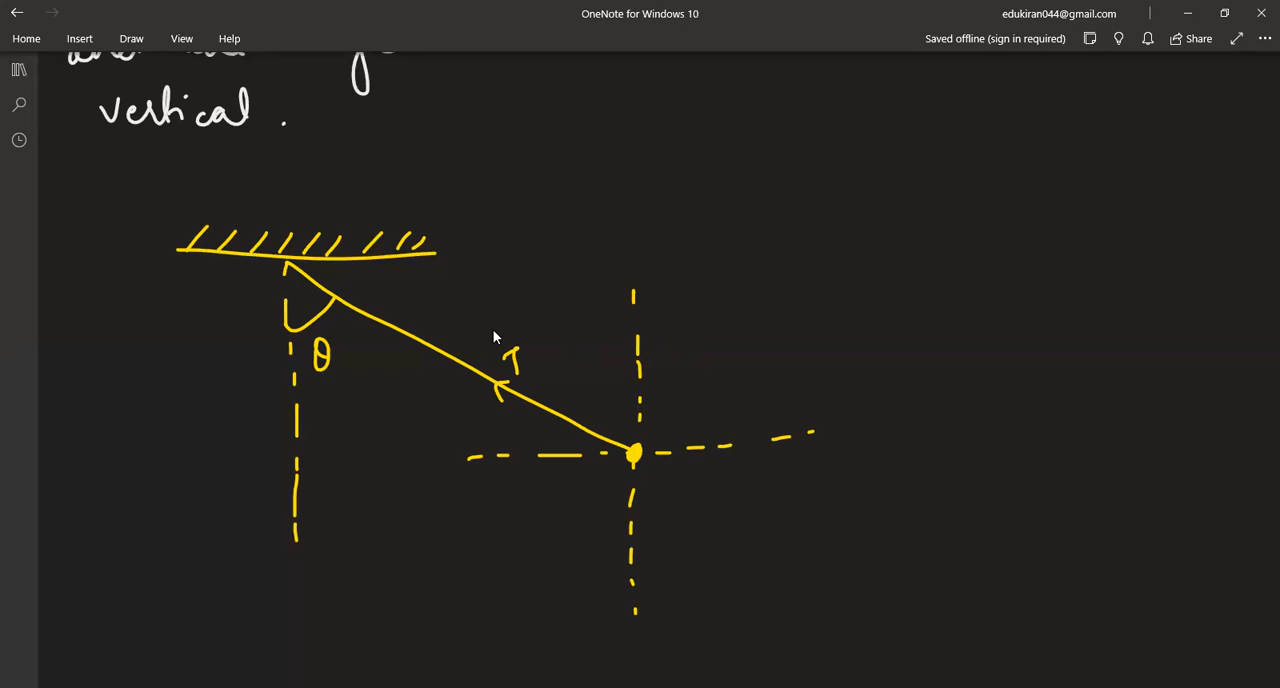 OneNote for Windows 10
edukiran044@gmail.com
Home Insert Draw View Help
Saved offline (sign in required)
Share
vertical .
T
θ